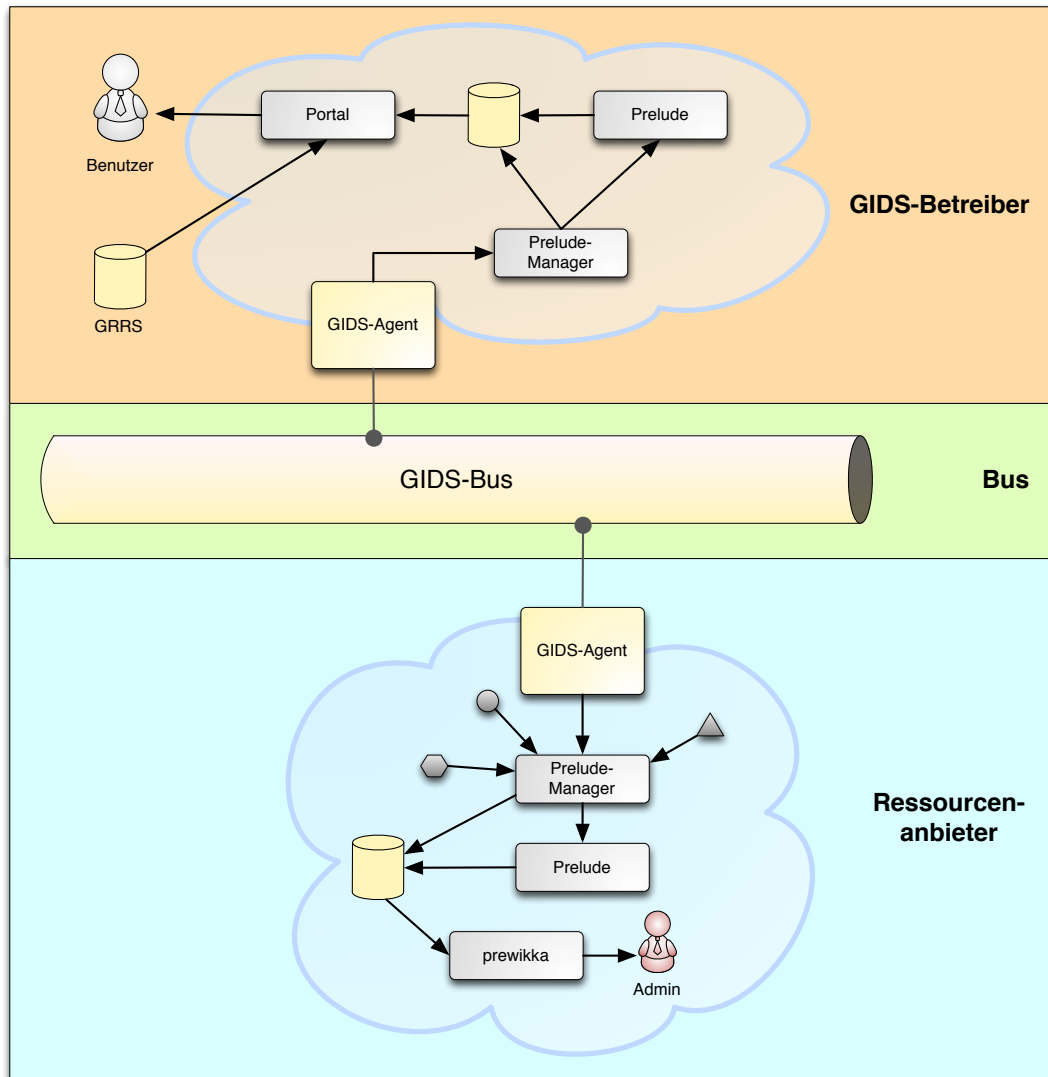 Portal
Prelude
Benutzer
GIDS-Betreiber
Prelude-
Manager
GRRS
GIDS-Agent
GIDS-Bus
Bus
GIDS-Agent
Prelude-
Manager
Ressourcen-
anbieter
Prelude
prewikka
Admin